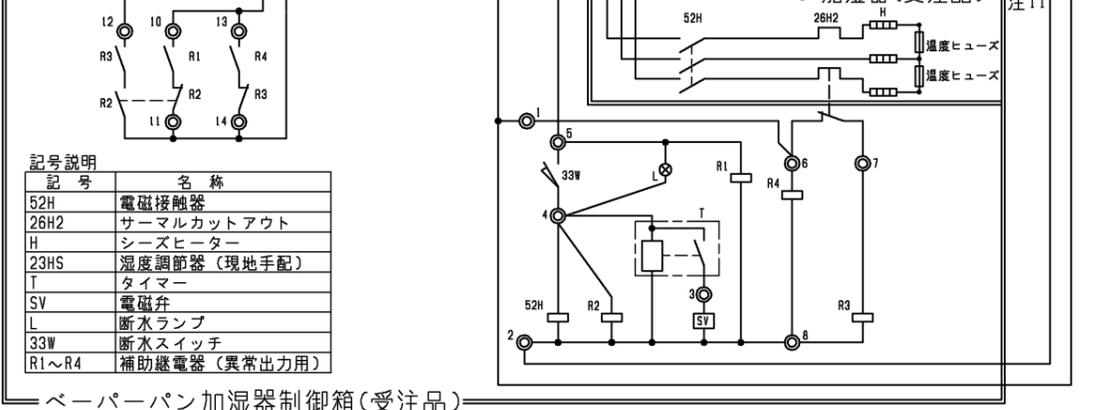 12 10 13
R3 R1 R4
R2 R2 R3
11 14
記号説明
記 号 名 称
52H 電磁接触器
26H2 サーマルカットアウト
H シーズヒーター
23HS 湿度調節器(現地手配)
T タイマー
SV 電磁弁
L 断水ランプ
33W 断水スイッチ
R1~R4 補助継電器(異常出力用)
ベーパーパン加湿器制御箱(受注品)
注11
52H 26H2 H
温度ヒューズ
温度ヒューズ
1
5
33W L R1 6 7
R4
4 T
3
52H R2 SV R3
2 8